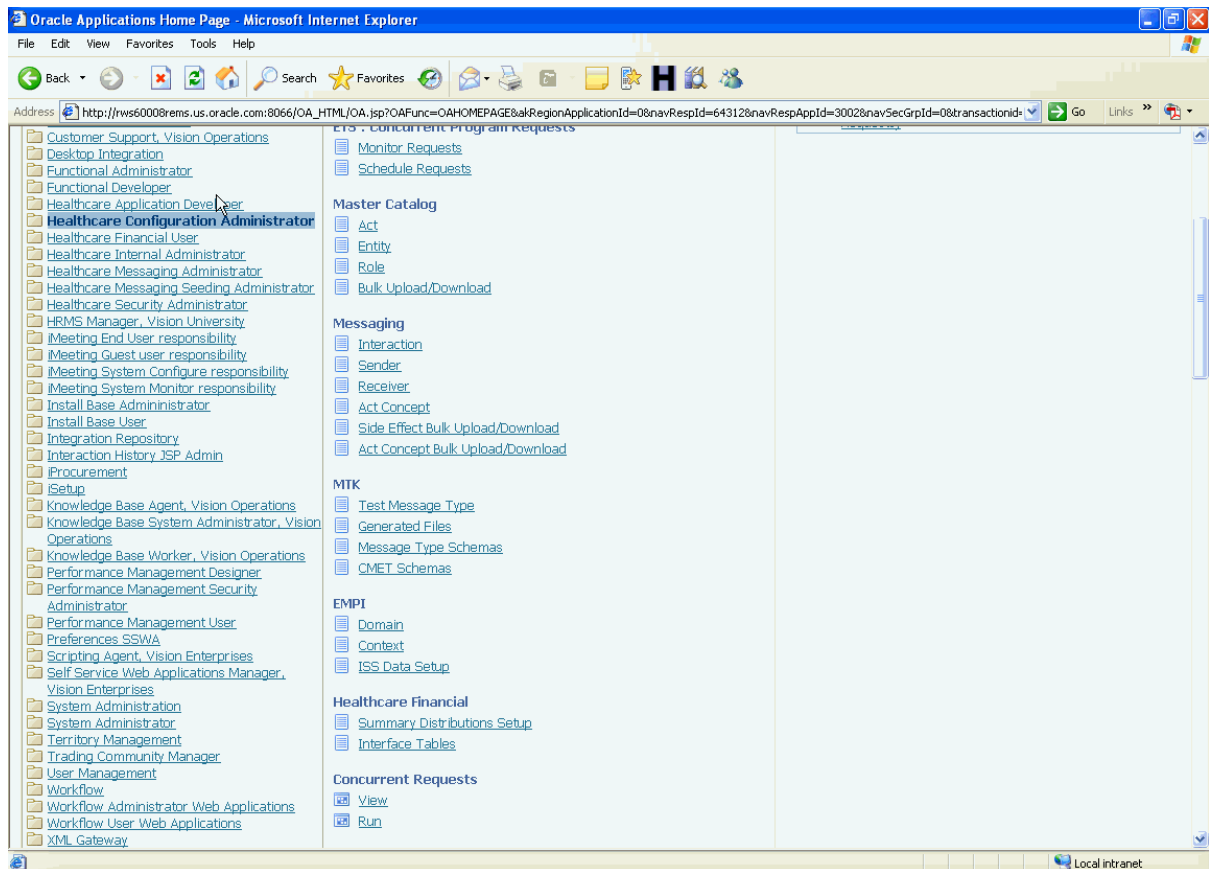 Oracle Applications Home Page - Microsoft Internet Explorer
File Edit View Favorites Tools Help
Back Search Favorites
Address http://rws60008rems.us.oracle.com:8066/OA_HTML/OA.jsp?OAFunc=OAHOMEPAGE&akRegionApplicationId=0&navRespId=64312&navRespAppId=3002&navSecGrpId=0&transactionid= Go Links »
Customer Support, Vision Operations
Desktop Integration
Functional Administrator
Functional Developer
Healthcare Application Developer
Healthcare Configuration Administrator
Healthcare Financial User
Healthcare Internal Administrator
Healthcare Messaging Administrator
Healthcare Messaging Seeding Administrator
Healthcare Security Administrator
HRMS Manager, Vision University
iMeeting End User responsibility
iMeeting Guest user responsibility
iMeeting System Configure responsibility
iMeeting System Monitor responsibility
Install Base Admininistrator
Install Base User
Integration Repository
Interaction History JSP Admin
iProcurement
iSetup
Knowledge Base Agent, Vision Operations
Knowledge Base System Administrator, Vision
Operations
Knowledge Base Worker, Vision Operations
Performance Management Designer
Performance Management Security
Administrator
Performance Management User
Preferences SSWA
Scripting Agent, Vision Enterprises
Self Service Web Applications Manager,
Vision Enterprises
System Administration
System Administrator
Territory Management
Trading Community Manager
User Management
Workflow
Workflow Administrator Web Applications
Workflow User Web Applications
XML Gateway
ETS : Concurrent Program Requests
Monitor Requests
Schedule Requests
Master Catalog
Act
Entity
Role
Bulk Upload/Download
Messaging
Interaction
Sender
Receiver
Act Concept
Side Effect Bulk Upload/Download
Act Concept Bulk Upload/Download
MTK
Test Message Type
Generated Files
Message Type Schemas
CMET Schemas
EMPI
Domain
Context
ISS Data Setup
Healthcare Financial
Summary Distributions Setup
Interface Tables
Concurrent Requests
View
Run
Local intranet